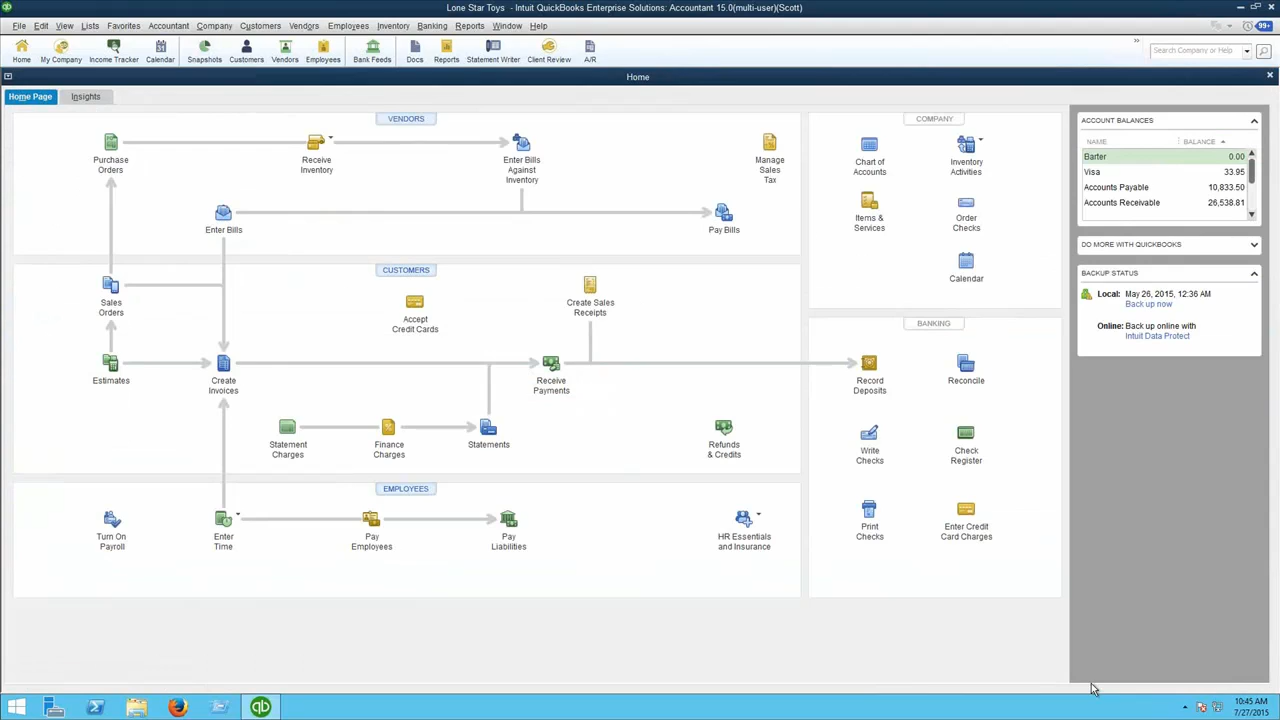 Lone Star Toys - Intuit QuickBooks Enterprise Solutions: Accountant 15.0(multi-user)(Scott)
File Edit View Lists Favorites Accountant Company Customers Vendors Employees Inventory Banking Reports Window Help
99+
Home My Company Income Tracker Calendar Snapshots Customers Vendors Employees Bank Feeds Docs Reports Statement Writer Client Review A/R
Search Company or Help
Home
Home Page Insights
VENDORS
Purchase
Orders
Receive
Inventory
Enter Bills
Against
Inventory
Manage
Sales
Tax
Enter Bills
Pay Bills
CUSTOMERS
Sales
Orders
Accept
Credit Cards
Create Sales
Receipts
Estimates
Create
Invoices
Receive
Payments
Statement
Charges
Finance
Charges
Statements
Refunds
& Credits
EMPLOYEES
Turn On
Payroll
Enter
Time
Pay
Employees
Pay
Liabilities
HR Essentials
and Insurance
COMPANY
Chart of
Accounts
Inventory
Activities
Items &
Services
Order
Checks
Calendar
BANKING
Record
Deposits
Reconcile
Write
Checks
Check
Register
Print
Checks
Enter Credit
Card Charges
ACCOUNT BALANCES
NAME BALANCE
Barter 0.00
Visa 33.95
Accounts Payable 10,833.50
Accounts Receivable 26,538.81
DO MORE WITH QUICKBOOKS
BACKUP STATUS
Local: May 26, 2015, 12:36 AM
Back up now
Online: Back up online with
Intuit Data Protect
qb
10:45 AM
7/27/2015